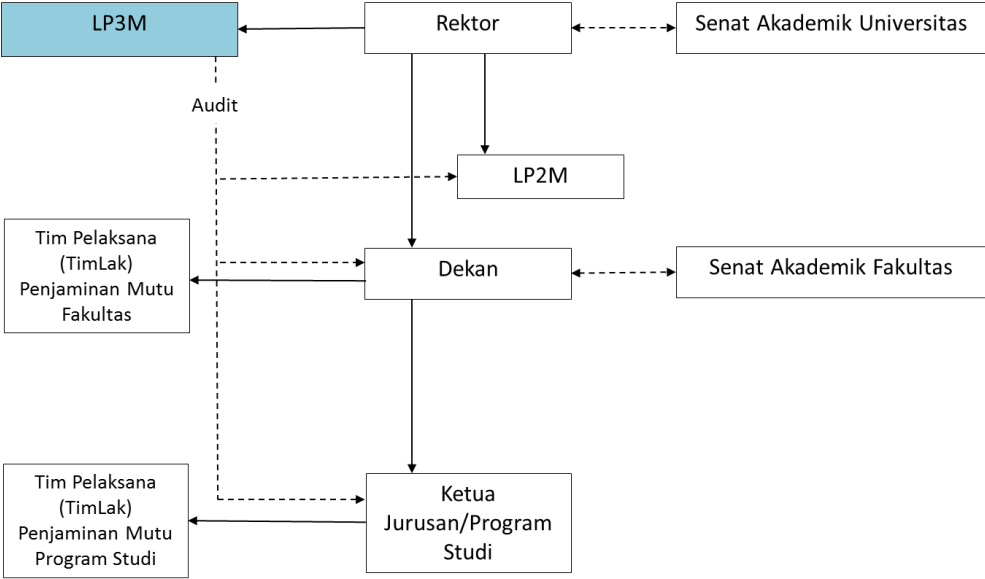 LP3M
Rektor
Senat Akademik Universitas
Audit
LP2M
Tim Pelaksana
(TimLak)
Penjaminan Mutu
Fakultas
Dekan
Senat Akademik Fakultas
Tim Pelaksana
(TimLak)
Penjaminan Mutu
Program Studi
Ketua
Jurusan/Program
Studi